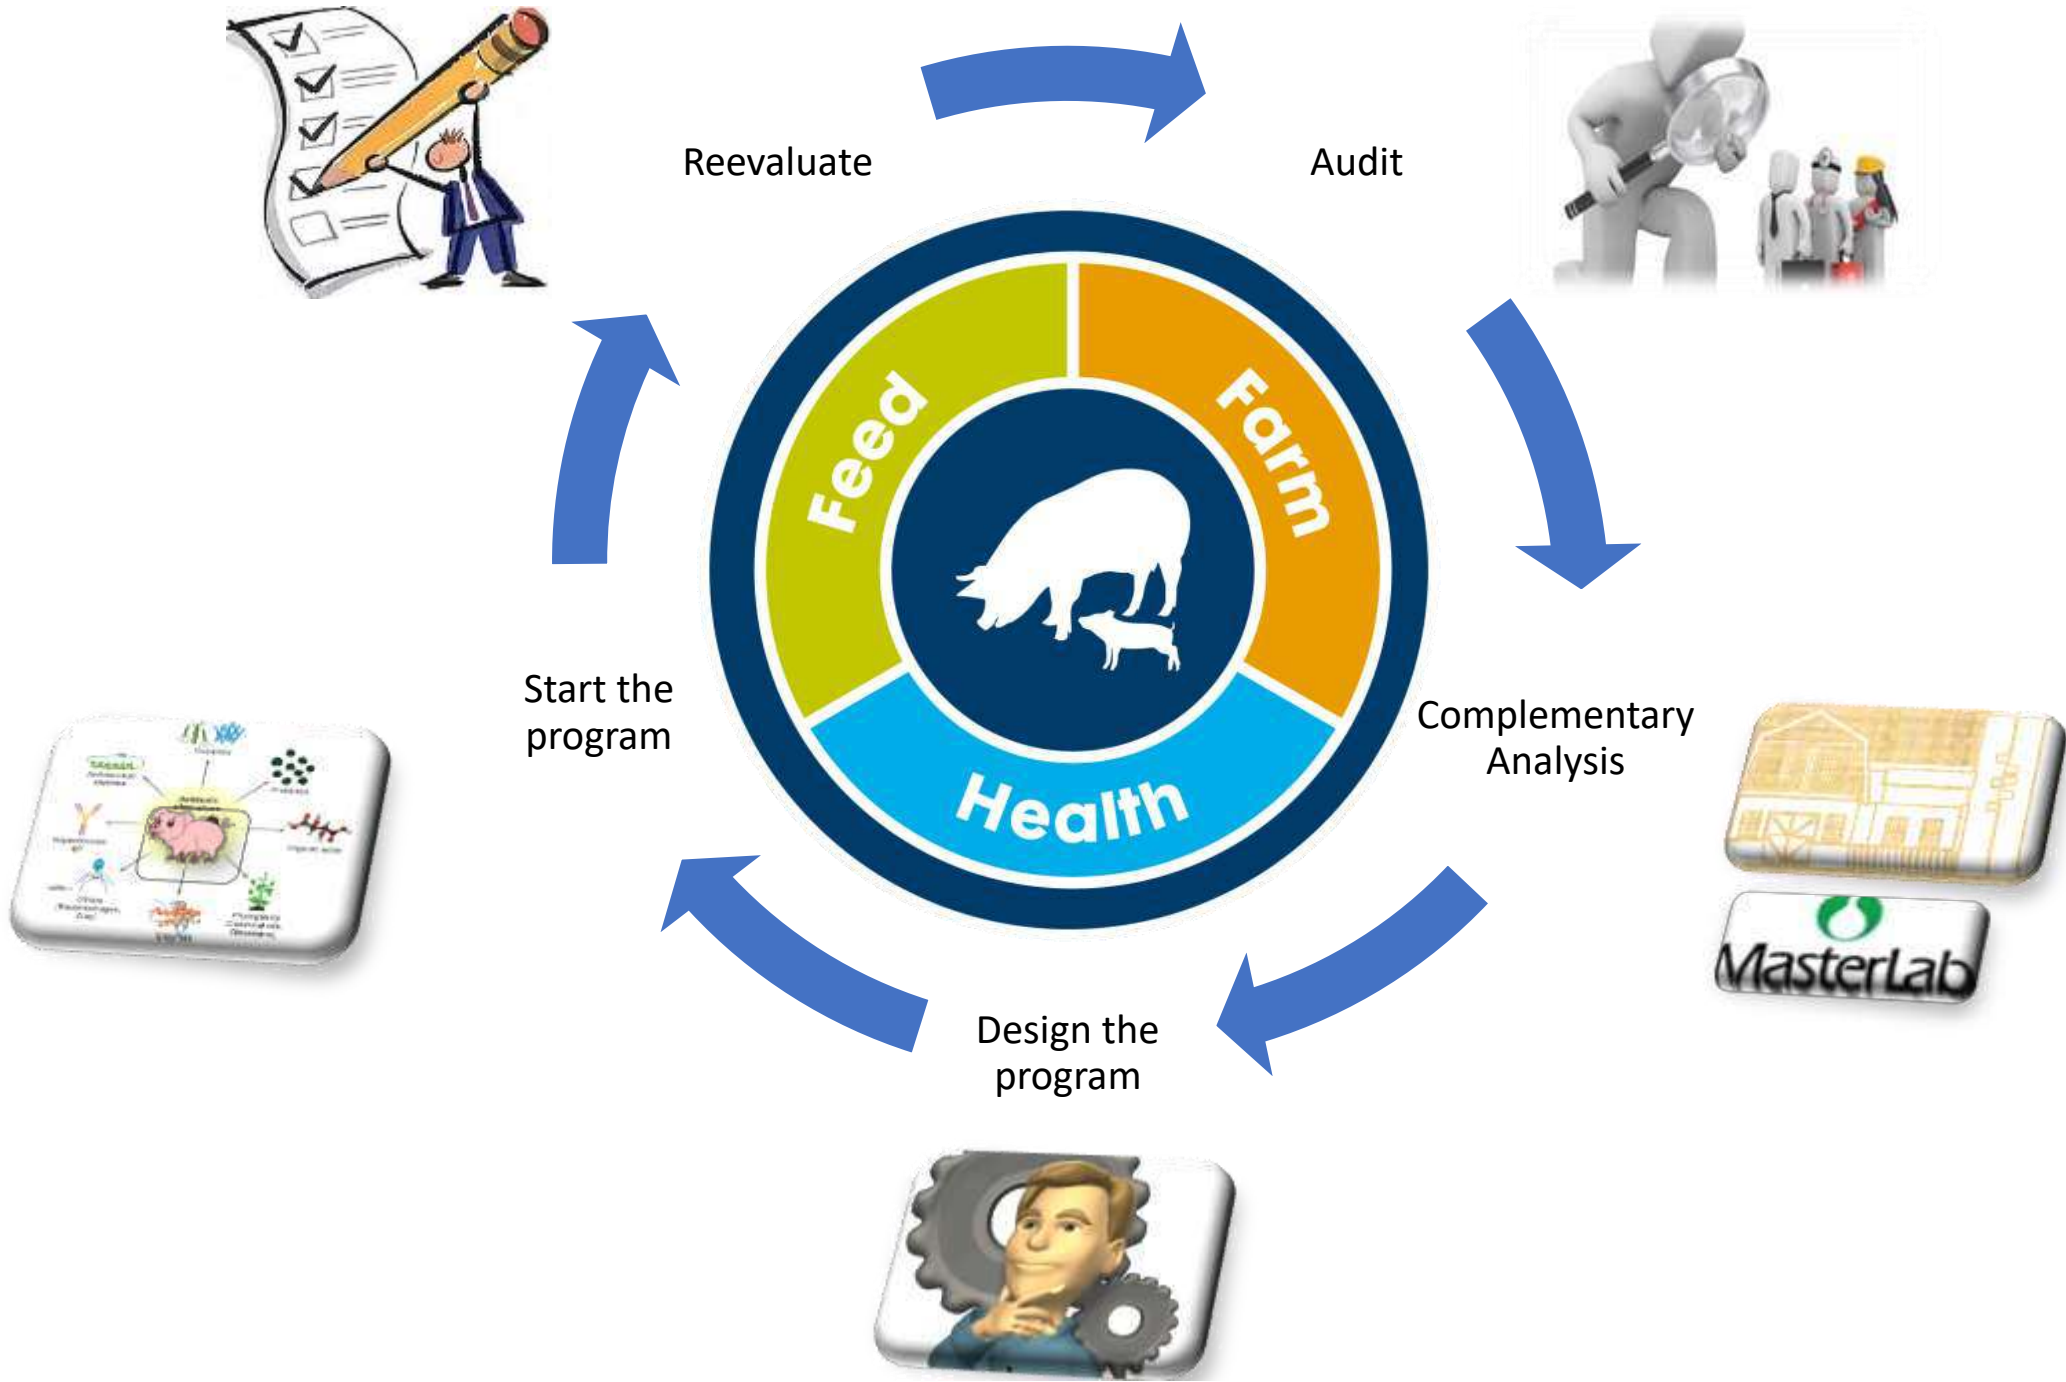 Reevaluate
Audit
Feed
Farm
Health
Start the
program
Complementary
Analysis
MasterLab
Design the
program